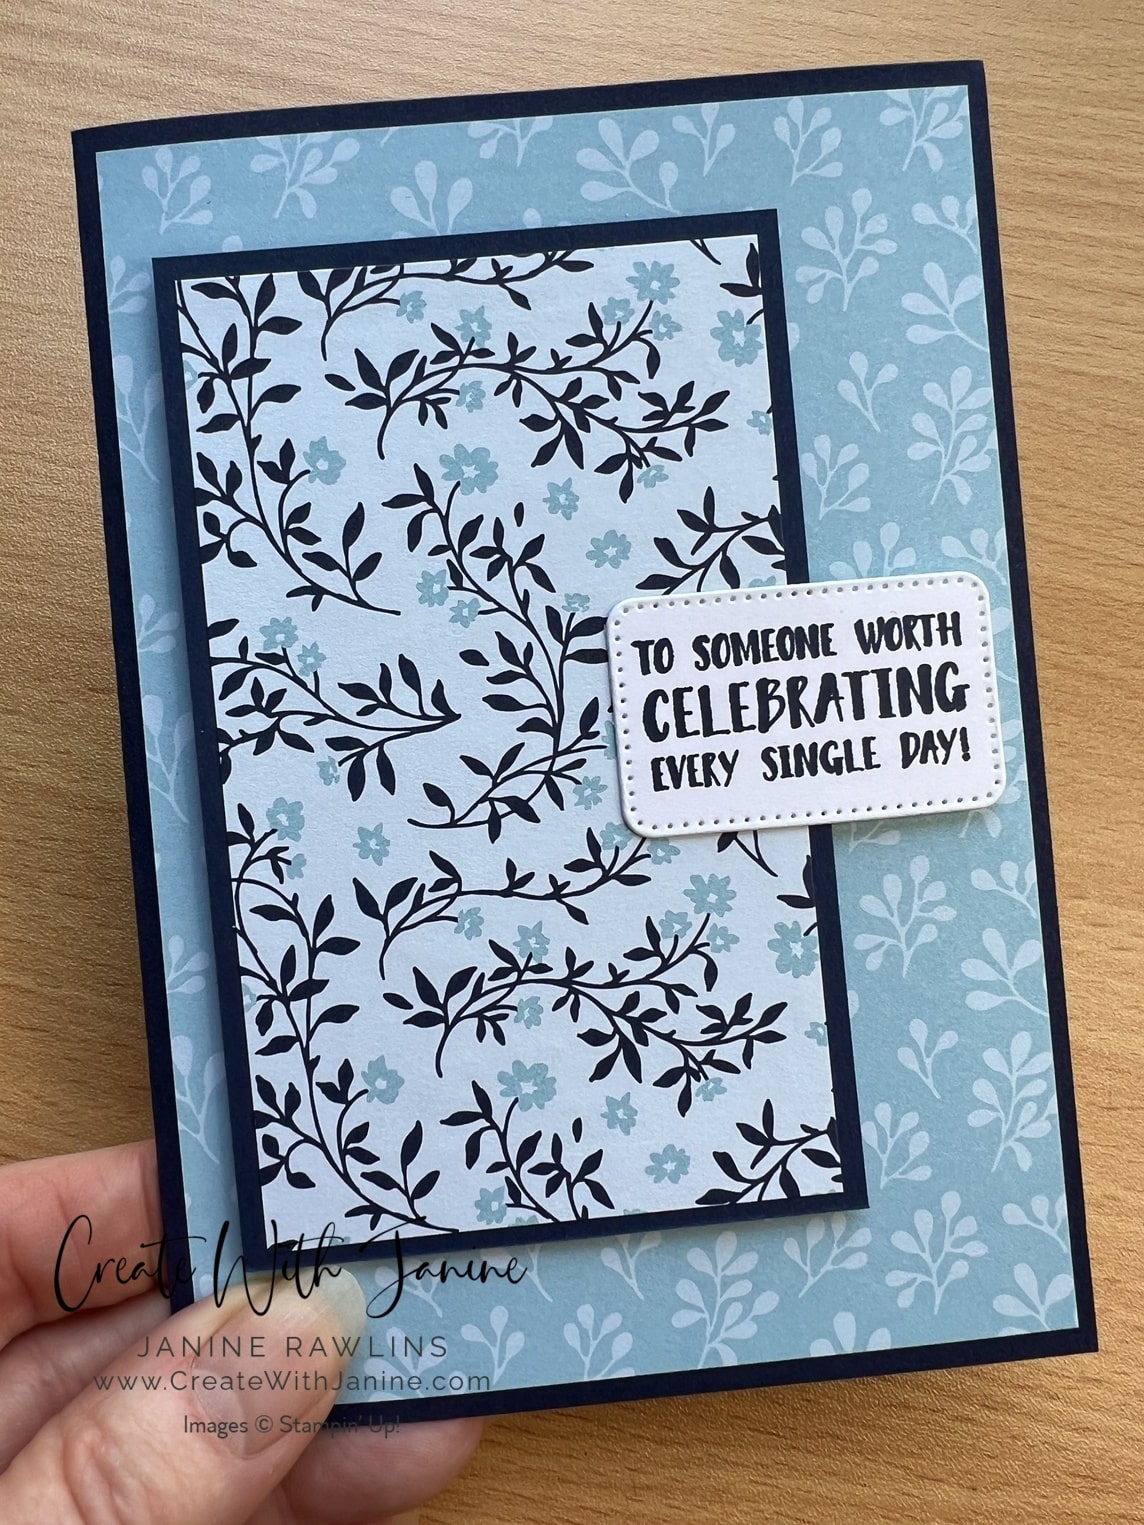 TO SOMEONE WORTH
CELEBRATING
EVERY SINGLE DAY!
Create With Janine
JANINE RAWLINS
www.CreateWithJanine.com
Images © Stampin' Up!